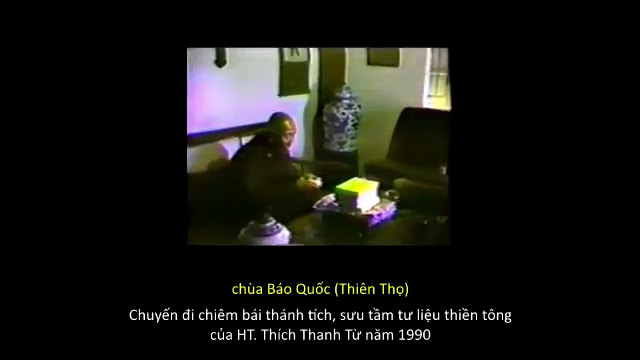 chùa Báo Quốc (Thiên Thọ)
Chuyến đi chiêm bái thánh tích, sưu tầm tư liệu thiền tông
của HT. Thích Thanh Từ năm 1990